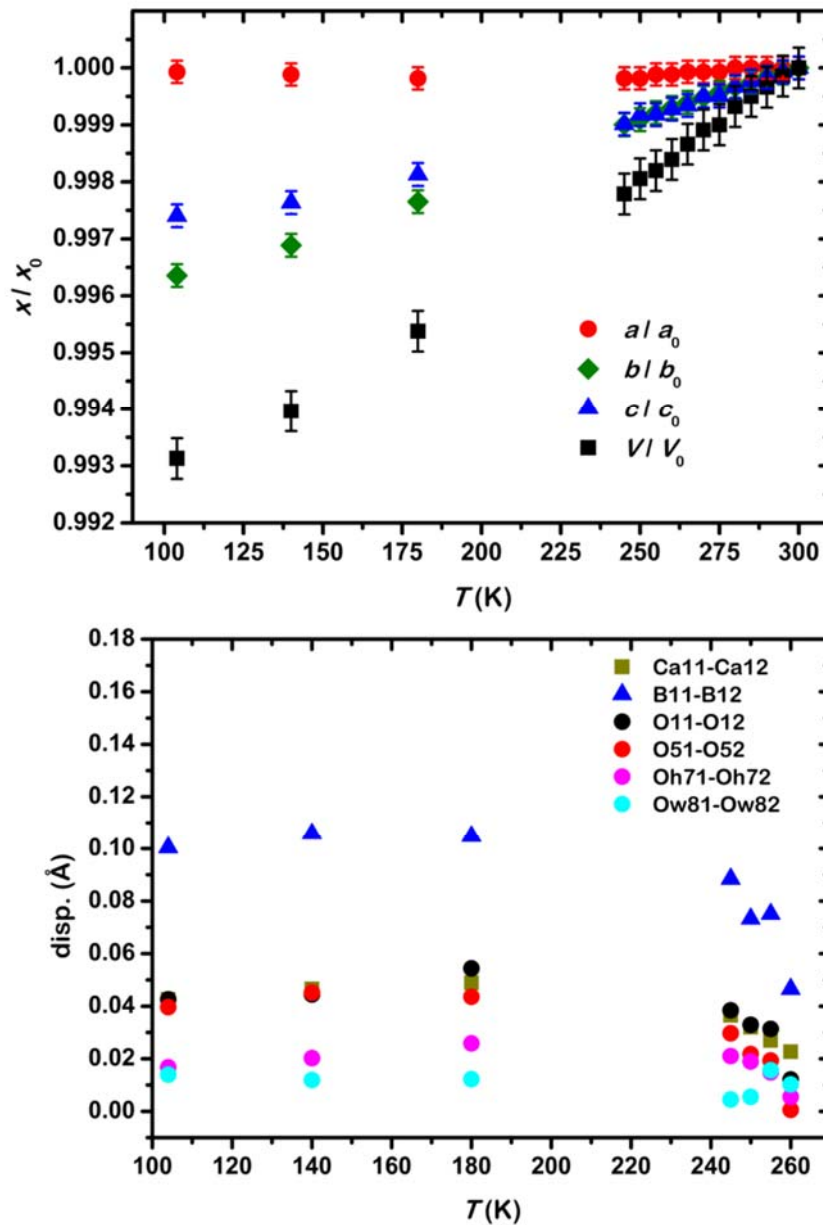 1.000
0.999
0.998
0.997
0.996
0.995
0.994
0.993
0.992
x / x₀
a / a₀
b / b₀
c / c₀
V / V₀
100 125 150 175 200 225 250 275 300
T (K)
0.18
0.16
0.14
0.12
0.10
0.08
0.06
0.04
0.02
0.00
disp. (Å)
Ca11-Ca12
B11-B12
O11-O12
O51-O52
Oh71-Oh72
Ow81-Ow82
100 120 140 160 180 200 220 240 260
T (K)